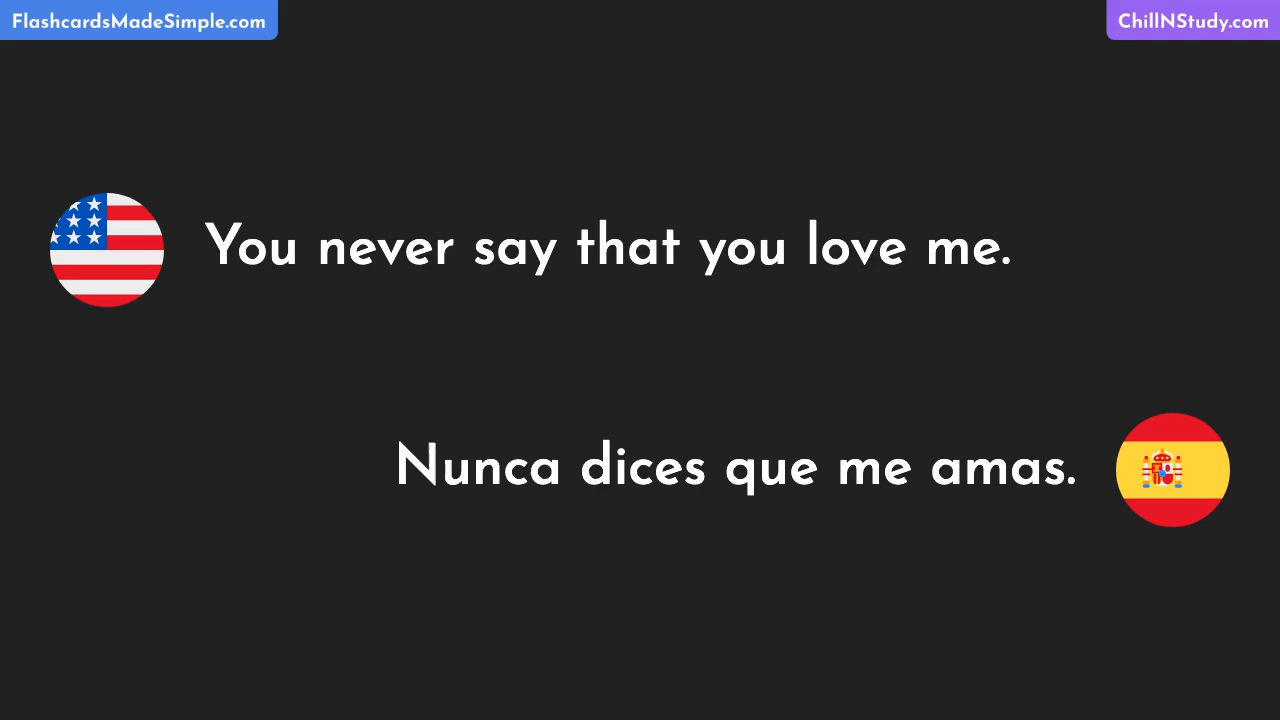 FlashcardsMadeSimple.com
ChillNStudy.com
You never say that you love me.
Nunca dices que me amas.